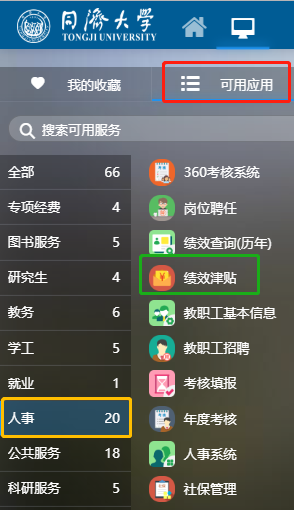 同濟大学
TONGJI UNIVERSITY
我的收藏 可用应用
搜索可用服务
全部 66
专项经费 4
图书服务 5
研究生 4
教务 6
学工 5
就业 1
人事 20
公共服务 18
科研服务 5
360考核系统
岗位聘任
绩效查询(历年)
绩效津贴
教职工基本信息
教职工招聘
考核填报
年度考核
人事系统
社保管理